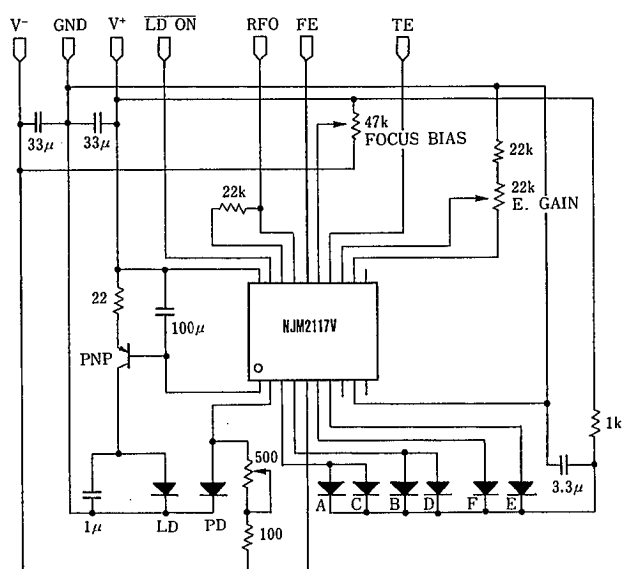 V⁻ GND V⁺ LD ON RFO FE TE
33μ 33μ
47k
FOCUS BIAS
22k
22k
22k
E. GAIN
22
100μ
NJM2117V
PNP
1k
500
1μ
LD
PD
100
A C B D F E
3.3μ